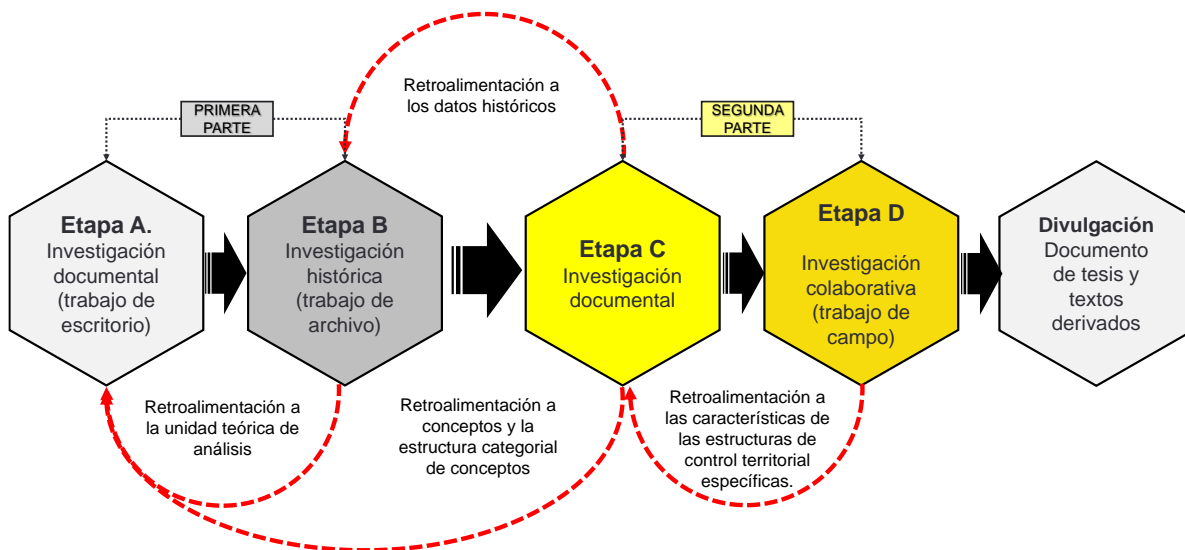 Retroalimentación a
los datos históricos
PRIMERA
PARTE
SEGUNDA
PARTE
Etapa A.
Investigación
documental
(trabajo de
escritorio)
Etapa B
Investigación
histórica
(trabajo de
archivo)
Etapa C
Investigación
documental
Etapa D
Investigación
colaborativa
(trabajo de
campo)
Divulgación
Documento
de tesis y
textos
derivados
Retroalimentación a
la unidad teórica de
análisis
Retroalimentación a
conceptos y la
estructura categorial
de conceptos
Retroalimentación a
las características de
las estructuras de
control territorial
específicas.